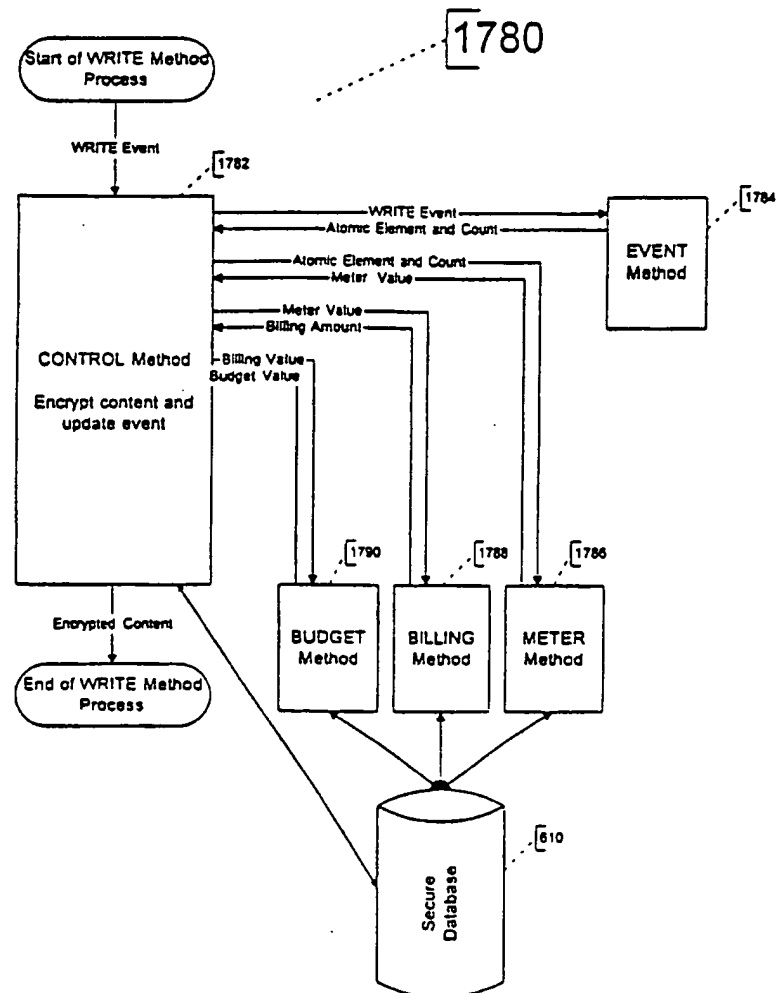 1780
Start of WRITE Method
Process
WRITE Event
1782
1784
WRITE Event
Atomic Element and Count
EVENT
Method
Atomic Element and Count
Meter Value
Meter Value
Billing Amount
CONTROL Method
Encrypt content and
update event
Billing Value
Budget Value
1790
1788
1786
Encrypted Content
BUDGET
Method
BILLING
Method
METER
Method
End of WRITE Method
Process
610
Secure
Database